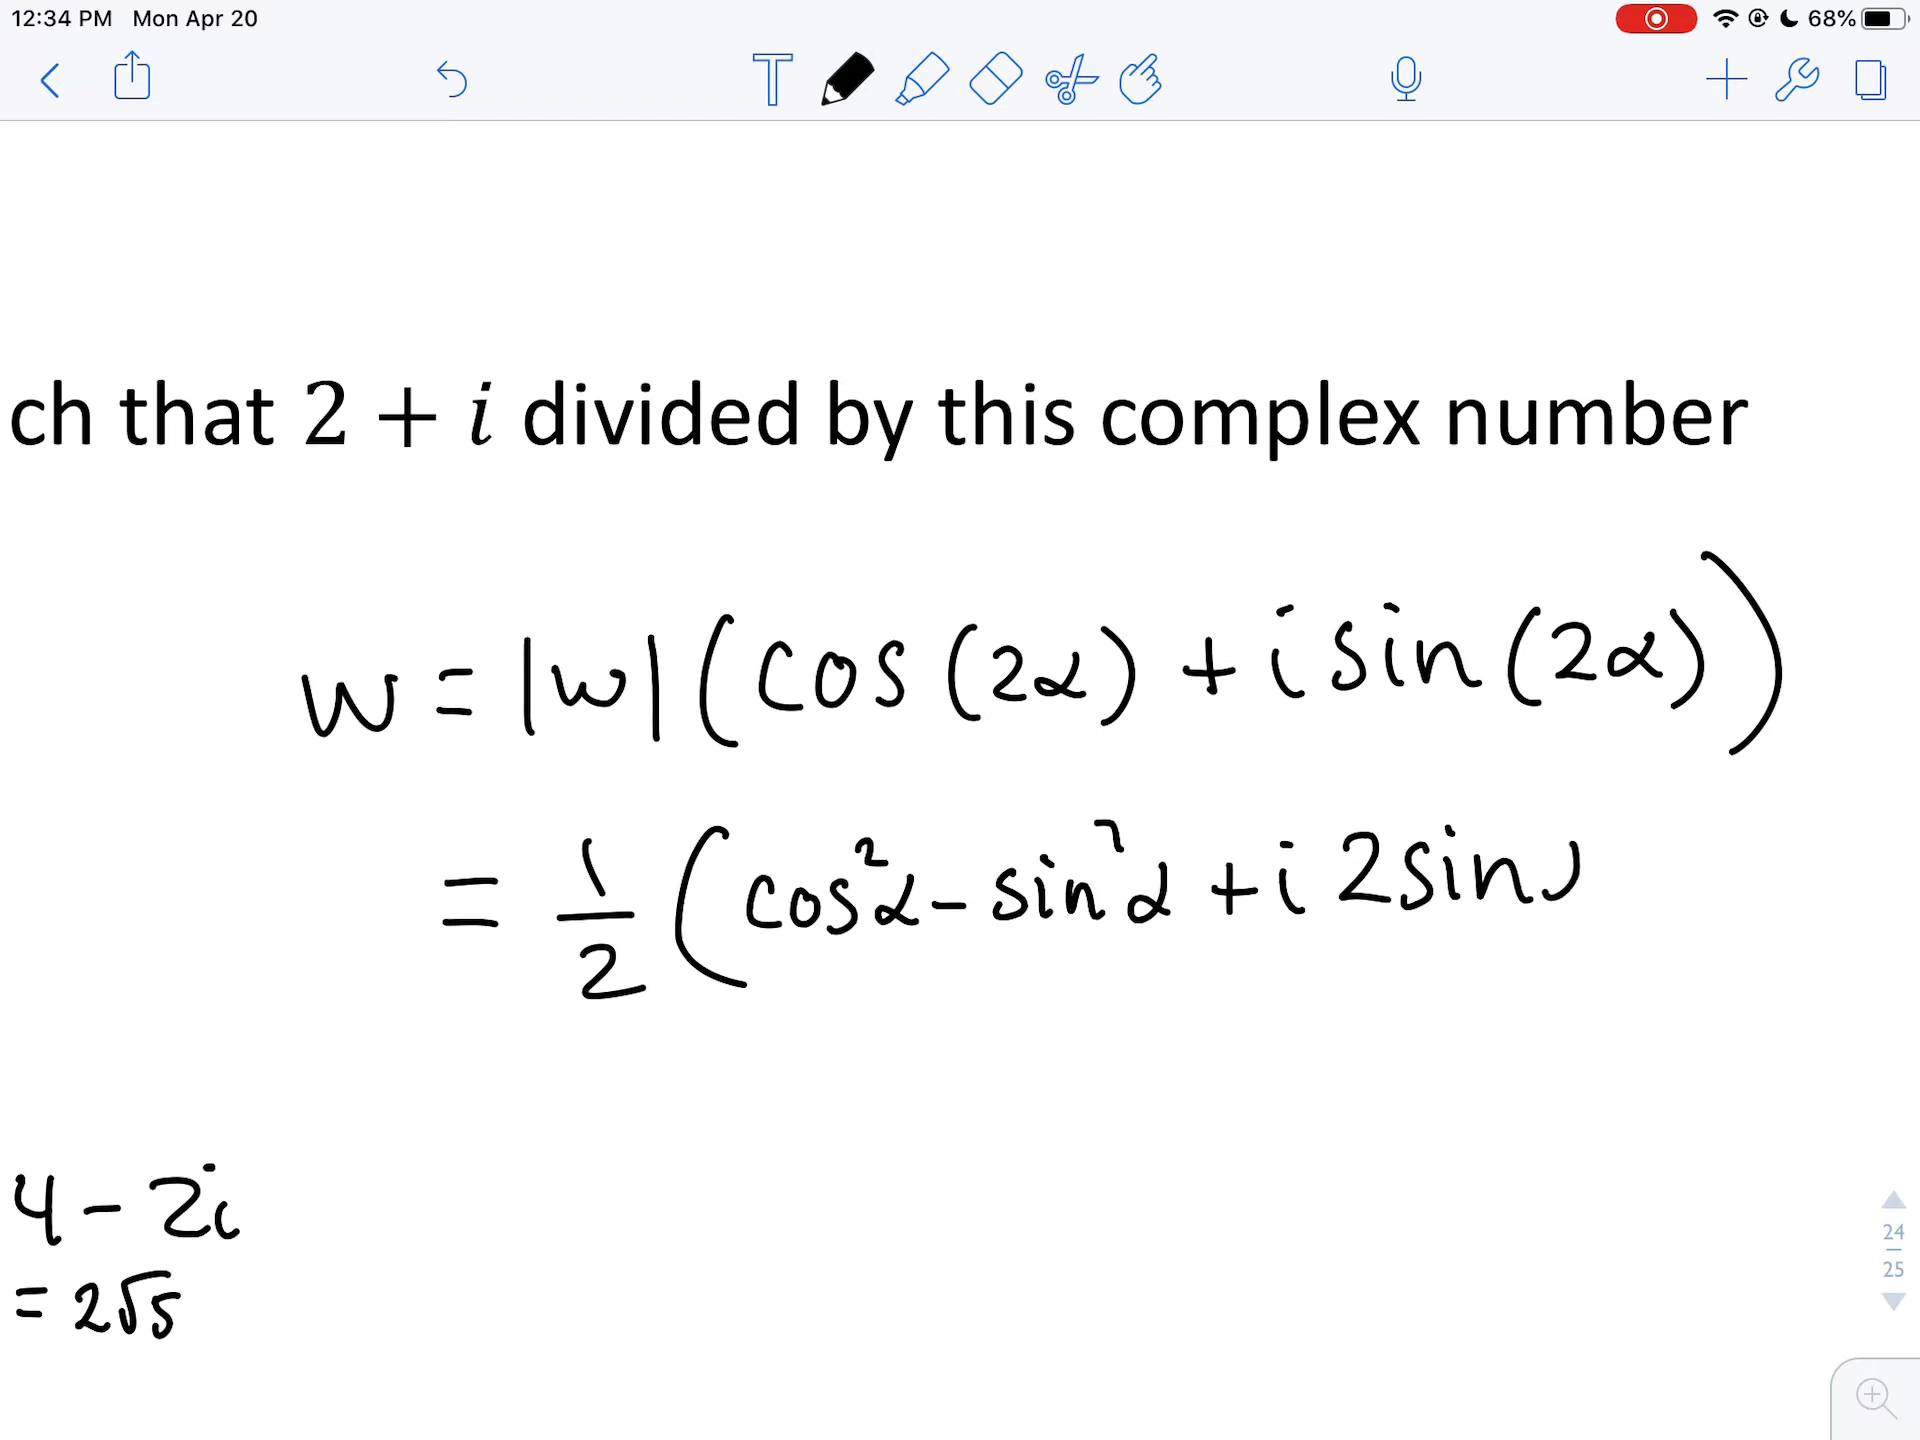 12:34 PM Mon Apr 20
68%
T
ch that 2 + i divided by this complex number
w = |w| (cos (2α) + i sin (2α))
= 1/2 (cos²α - sin²α + i 2sin
24
25
4 - 2i
= 2√5